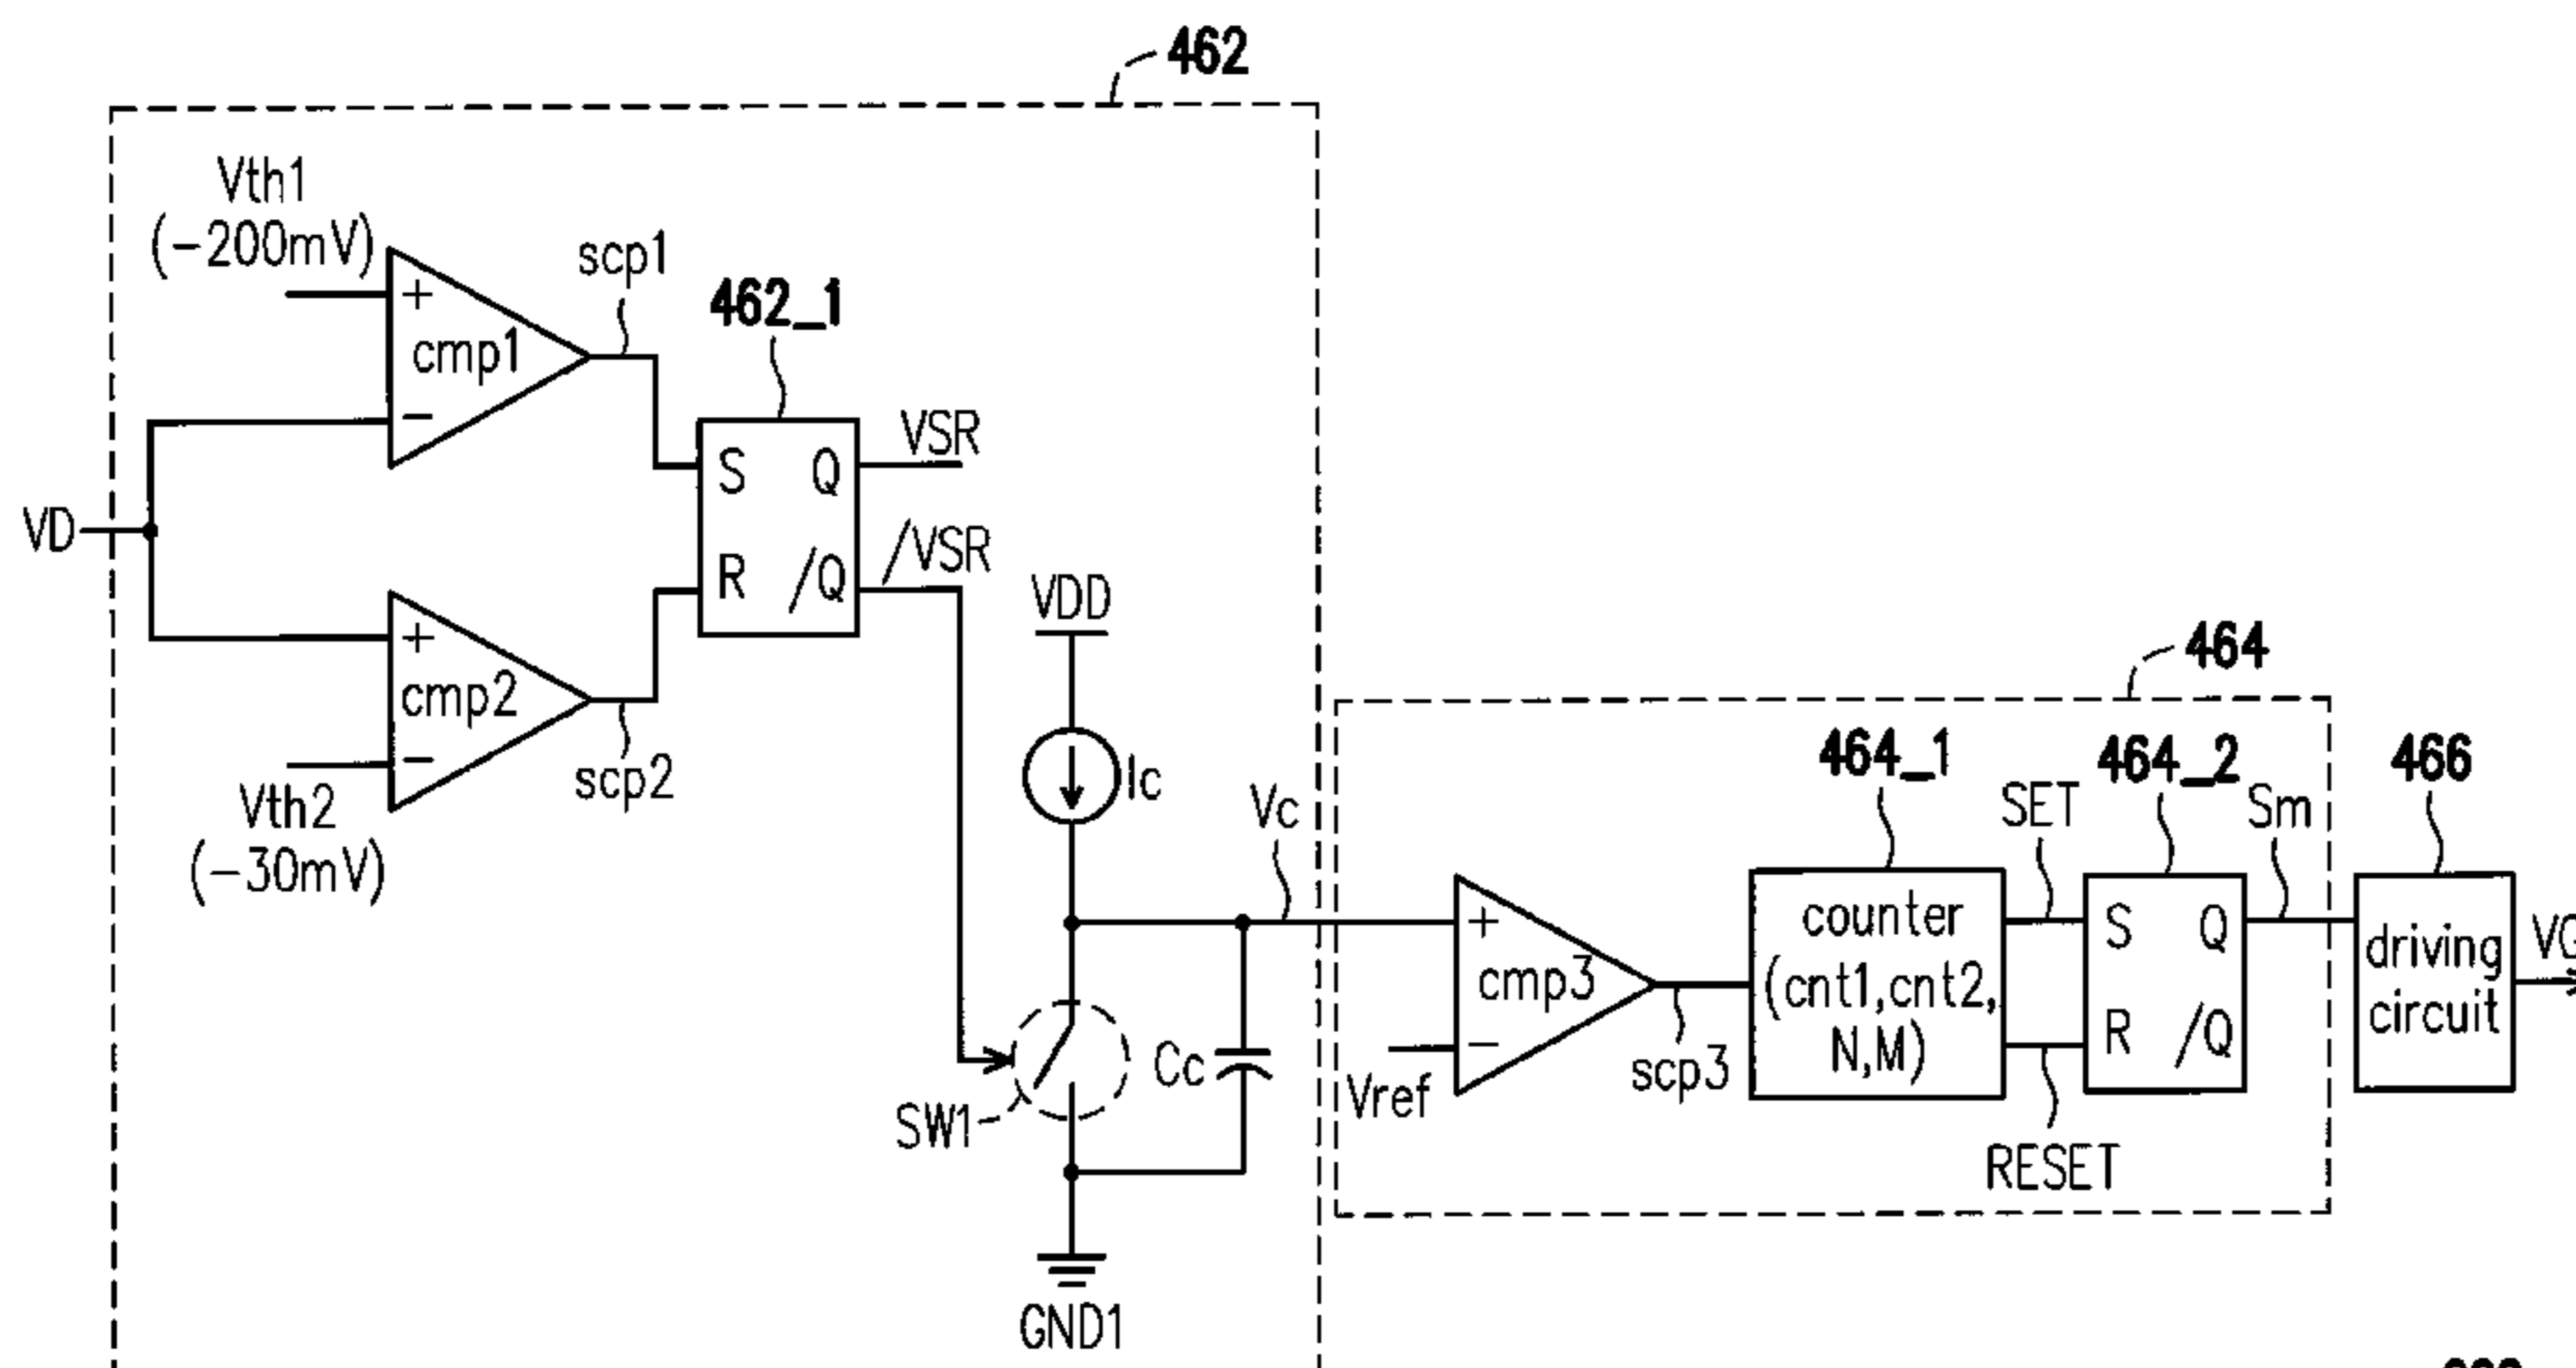 462
Vth1
(-200mV)
+
cmp1
-
scp1
462_1
S Q
R /Q
VSR
/VSR
VD
+
cmp2
-
scp2
Vth2
(-30mV)
VDD
Ic
Vc
SW1
Cc
GND1
464
+
cmp3
-
Vref
scp3
464_1
counter
(cnt1,cnt2,
N,M)
SET
RESET
464_2
S Q
R /Q
Sm
466
driving
circuit